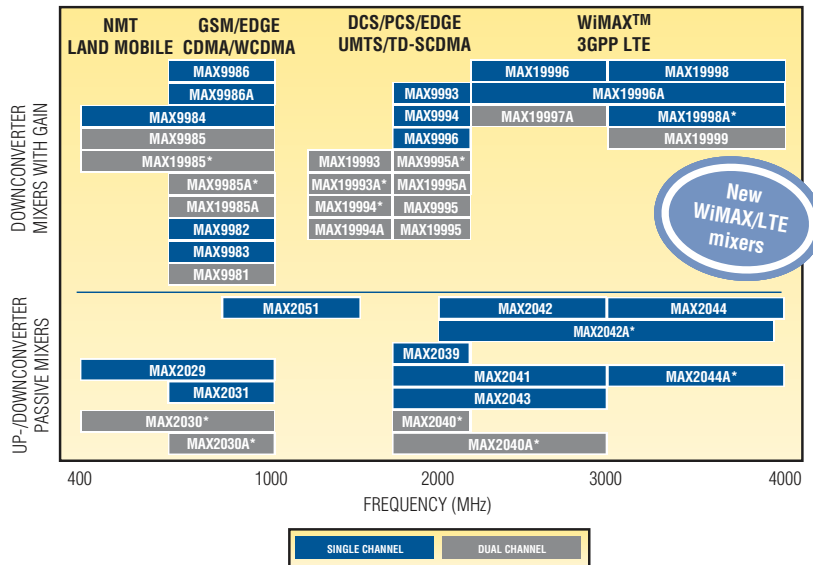 NMT
LAND MOBILE
GSM/EDGE
CDMA/WCDMA
DCS/PCS/EDGE
UMTS/TD-SCDMA
WiMAX™
3GPP LTE
DOWNCONVERTER
MIXERS WITH GAIN
MAX9986
MAX19996
MAX19998
MAX9986A
MAX9993
MAX19996A
MAX9984
MAX9994
MAX19997A
MAX19998A*
MAX9985
MAX9996
MAX19999
MAX19985*
MAX19993
MAX9995A*
MAX9985A*
MAX19993A*
MAX19995A
MAX19985A
MAX19994*
MAX9995
MAX9982
MAX19994A
MAX19995
MAX9983
MAX9981
New
WiMAX/LTE
mixers
UP-/DOWNCONVERTER
PASSIVE MIXERS
MAX2051
MAX2042
MAX2044
MAX2042A*
MAX2039
MAX2029
MAX2041
MAX2044A*
MAX2031
MAX2043
MAX2030*
MAX2040*
MAX2030A*
MAX2040A*
400
1000
2000
3000
4000
FREQUENCY (MHz)
SINGLE CHANNEL
DUAL CHANNEL